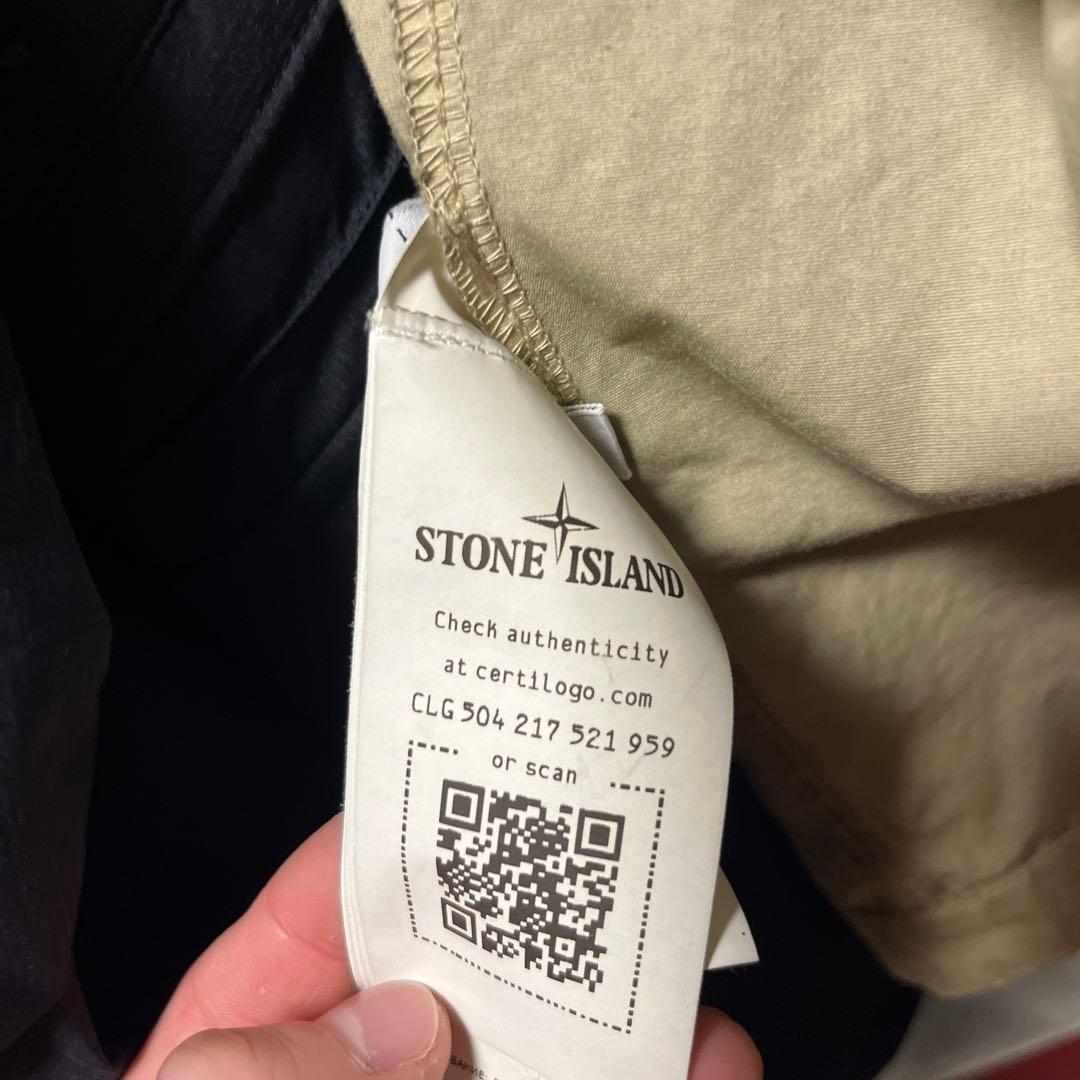 STONE ISLAND
Check authenticity
at certilogo.com
CLG 504 217 521 959
or scan